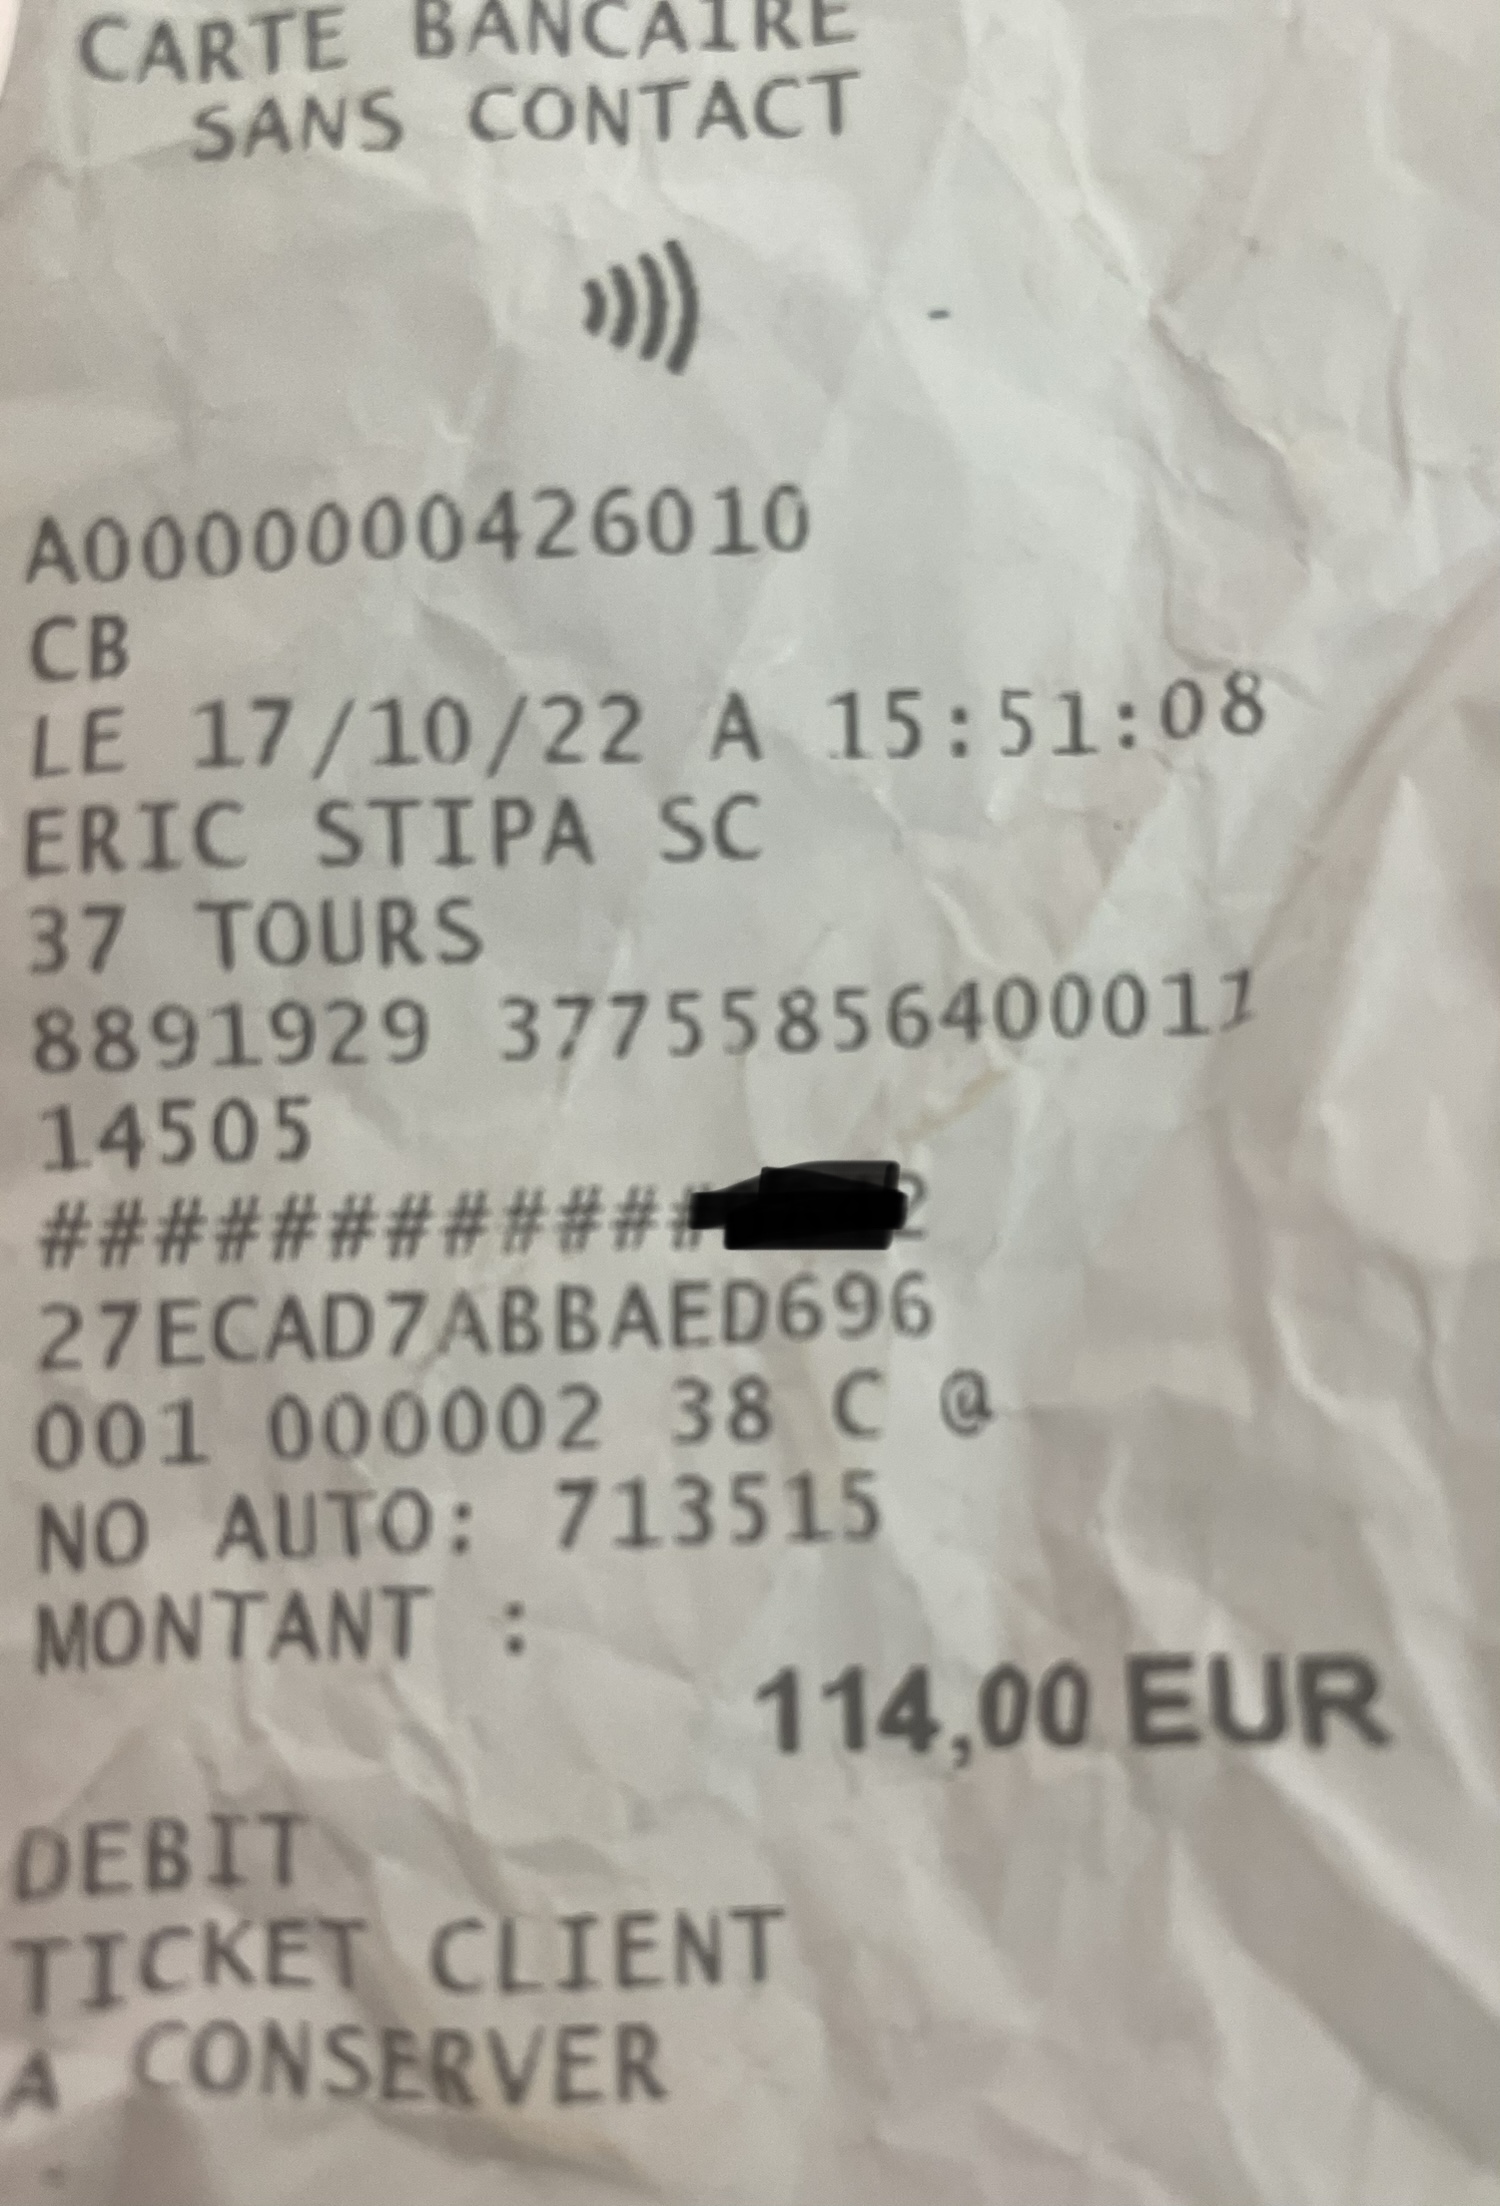 CARTE BANCAIRE
SANS CONTACT
A0000000426010
CB
LE 17/10/22 A 15:51:08
ERIC STIPA SC
37 TOURS
8891929 37755856400011
14505
############ 2
27ECAD7ABBAED696
001 000002 38 C @
NO AUTO: 713515
MONTANT :
114,00 EUR
DEBIT
TICKET CLIENT
A CONSERVER